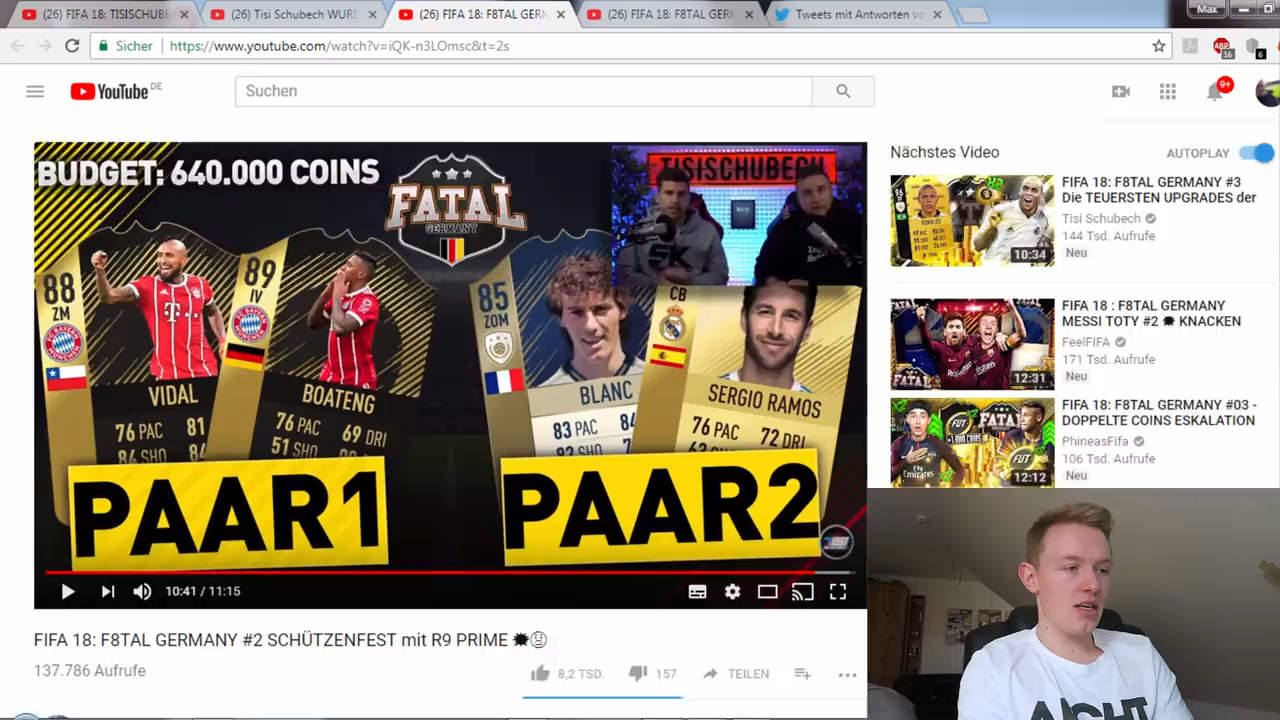 (26) FIFA 18: TISISCHUBE
(26) Tisi Schubech WURD
(26) FIFA 18: F8TAL GERM
(26) FIFA 18: F8TAL GERM
Tweets mit Antworten vo
Max
Sicher
https://www.youtube.com/watch?v=iQK-n3LOmsc&t=2s
ABP
16
6
YouTube DE
Suchen
9+
BUDGET: 640.000 COINS
FATAL
GERMANY
TISISCHUBECH
5K
88
ZM
VIDAL
76 PAC 81
84 SHO
89
IV
BOATENG
76 PAC 69 DRI
51 SHO
85
ZOM
BLANC
83 PAC 84
CB
SERGIO RAMOS
76 PAC 72 DRI
PAAR1
PAAR2
10:41 / 11:15
FIFA 18: F8TAL GERMANY #2 SCHÜTZENFEST mit R9 PRIME
137.786 Aufrufe
8,2 TSD.
157
TEILEN
Nächstes Video
AUTOPLAY
FIFA 18: F8TAL GERMANY #3
Die TEUERSTEN UPGRADES der
Tisi Schubech
144 Tsd. Aufrufe
Neu
10:34
FIFA 18 : F8TAL GERMANY
MESSI TOTY #2 KNACKEN
FeelFIFA
171 Tsd. Aufrufe
Neu
12:31
FIFA 18: F8TAL GERMANY #03 -
DOPPELTE COINS ESKALATION
PhineasFifa
106 Tsd. Aufrufe
Neu
12:12